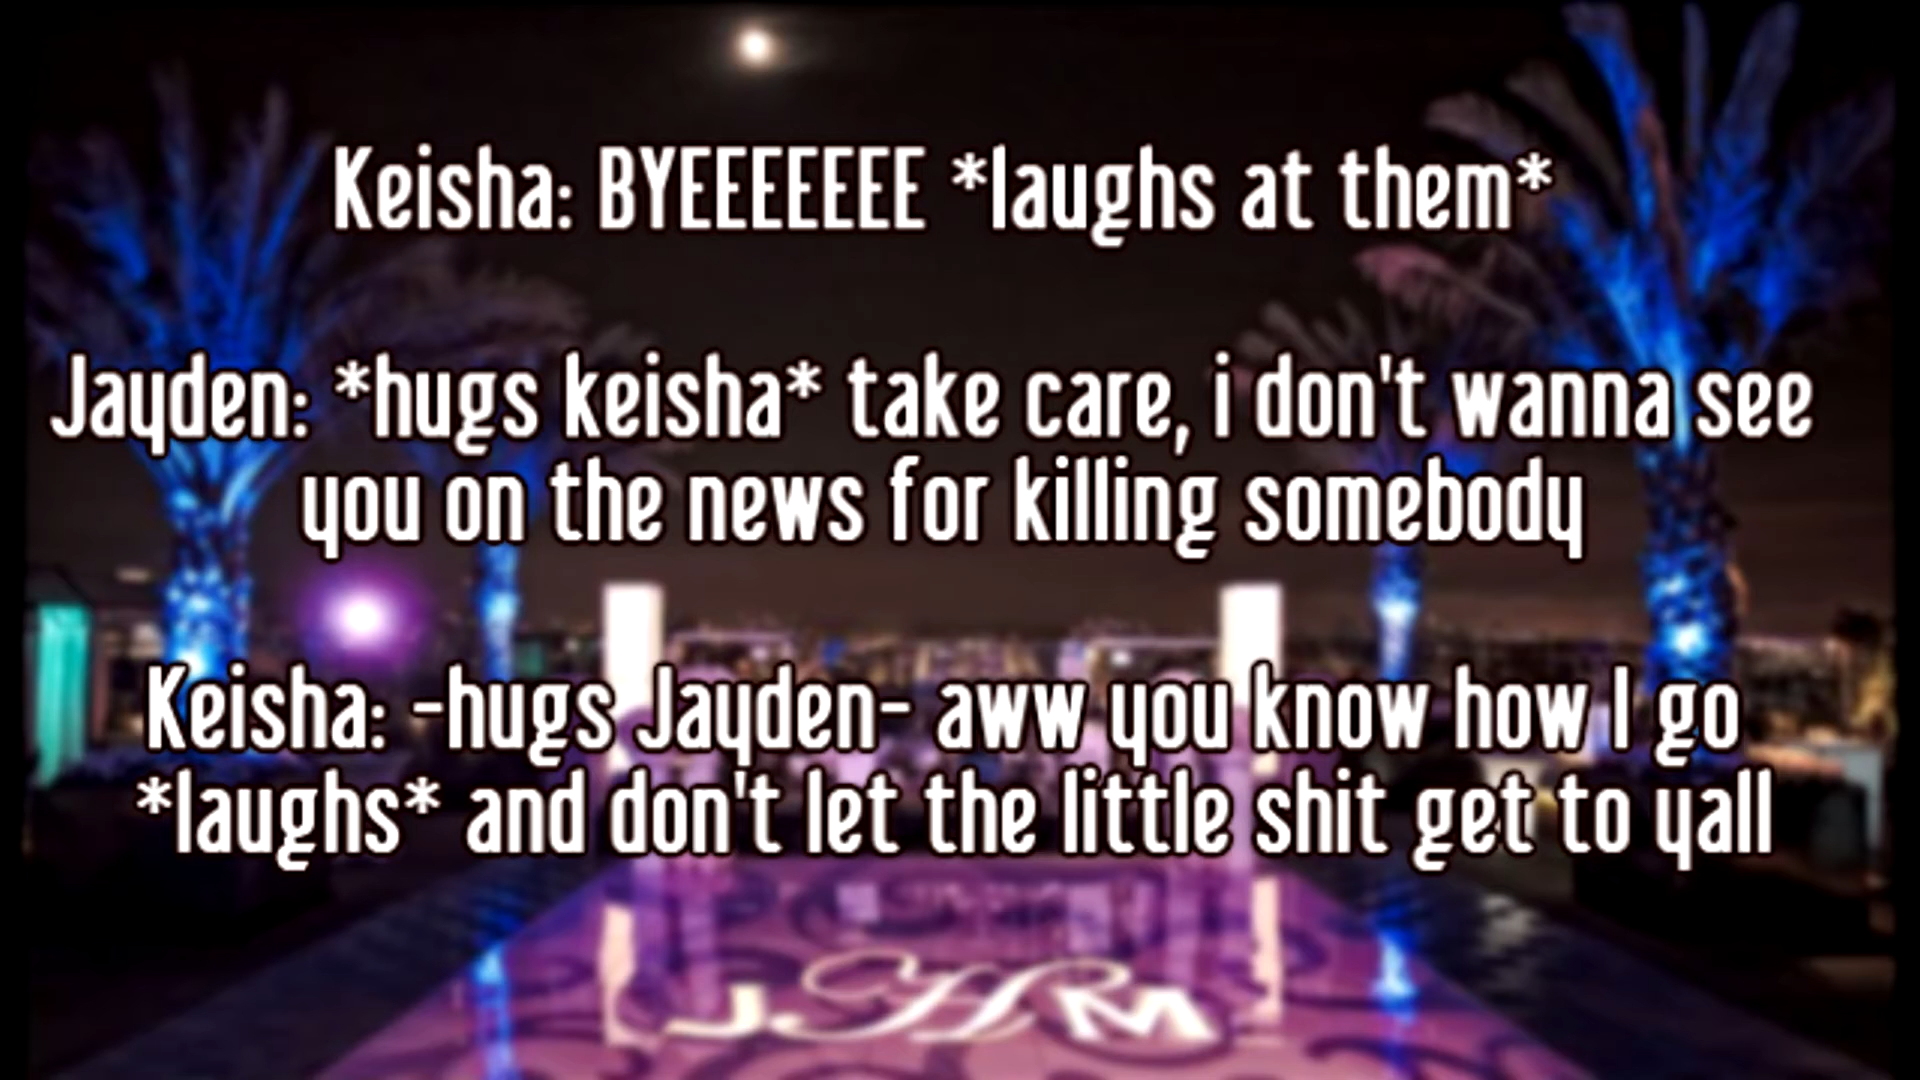 Keisha: BYEEEEEEE *laughs at them*
Jayden: *hugs keisha* take care, i don't wanna see
you on the news for killing somebody
Keisha: -hugs Jayden- aww you know how I go
*laughs* and don't let the little shit get to yall
JHM